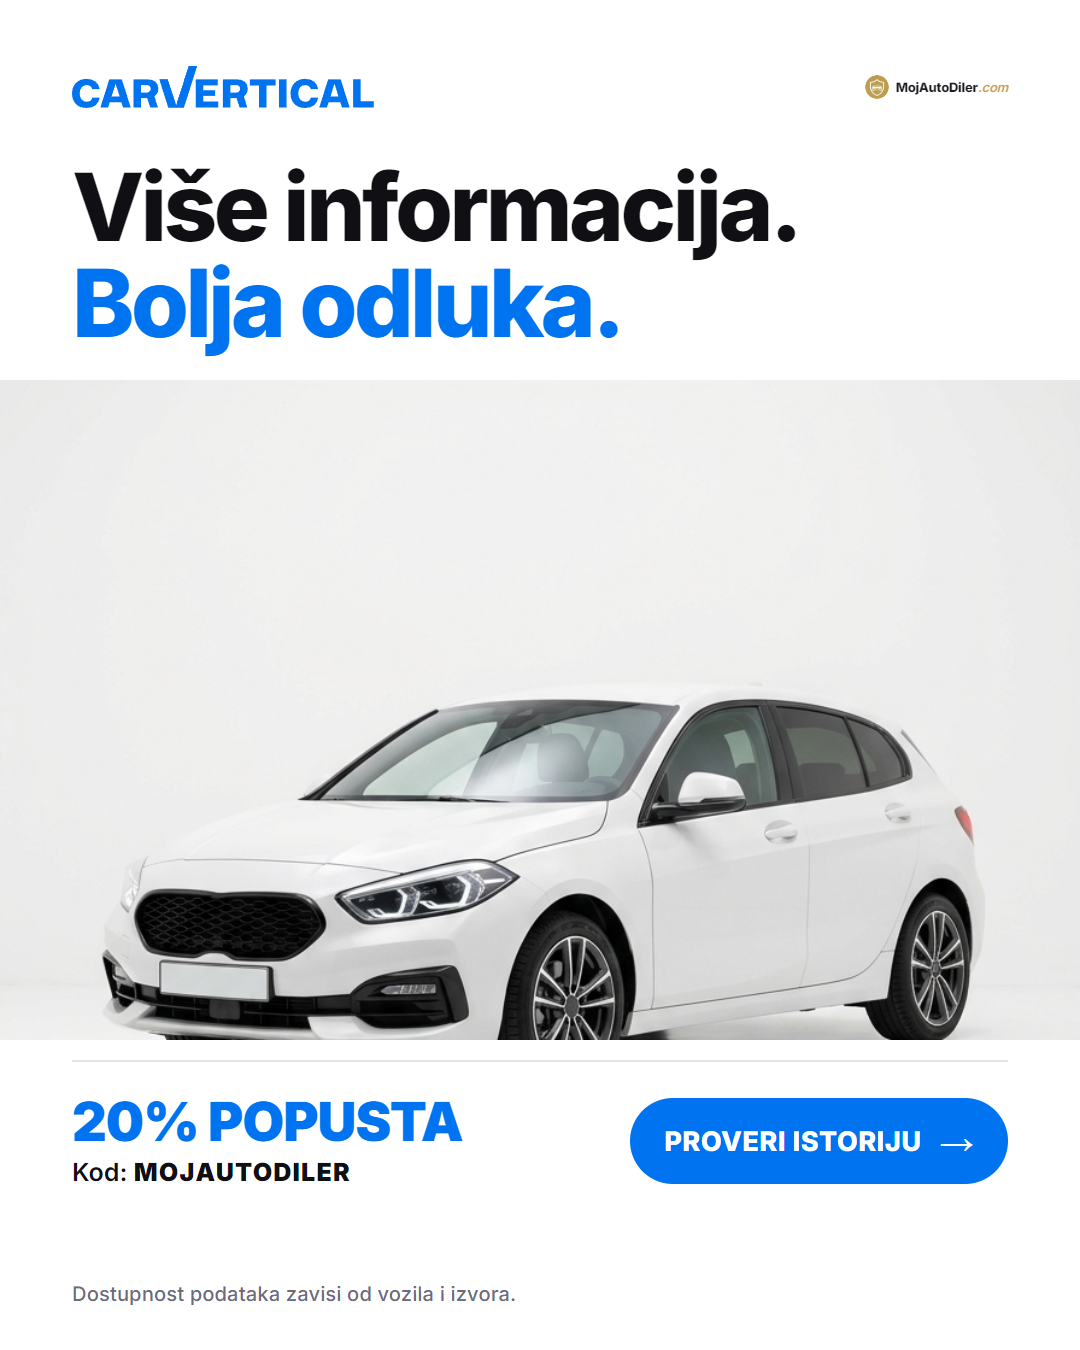 CARVERTICAL
MojAutoDiler.com
Više informacija.
Bolja odluka.
20% POPUSTA
Kod: MOJAUTODILER
PROVERI ISTORIJU →
Dostupnost podataka zavisi od vozila i izvora.